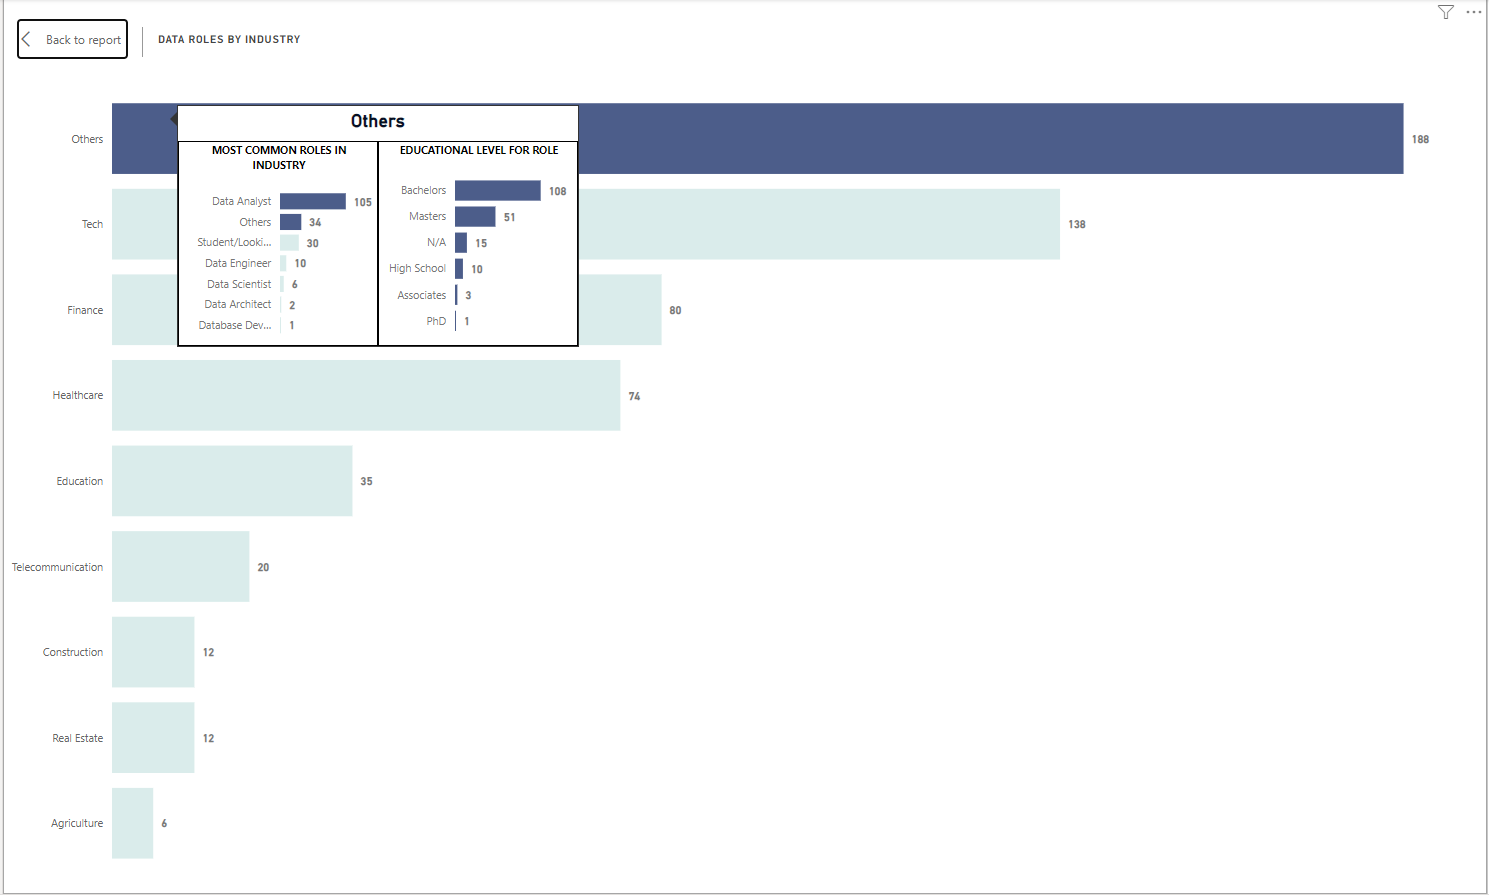 Back to report
DATA ROLES BY INDUSTRY
Others
188
Others
MOST COMMON ROLES IN
INDUSTRY
Data Analyst 105
Others 34
Student/Looki... 30
Data Engineer 10
Data Scientist 6
Data Architect 2
Database Dev... 1
EDUCATIONAL LEVEL FOR ROLE
Bachelors 108
Masters 51
N/A 15
High School 10
Associates 3
PhD 1
Tech 138
Finance 80
Healthcare 74
Education 35
Telecommunication 20
Construction 12
Real Estate 12
Agriculture 6